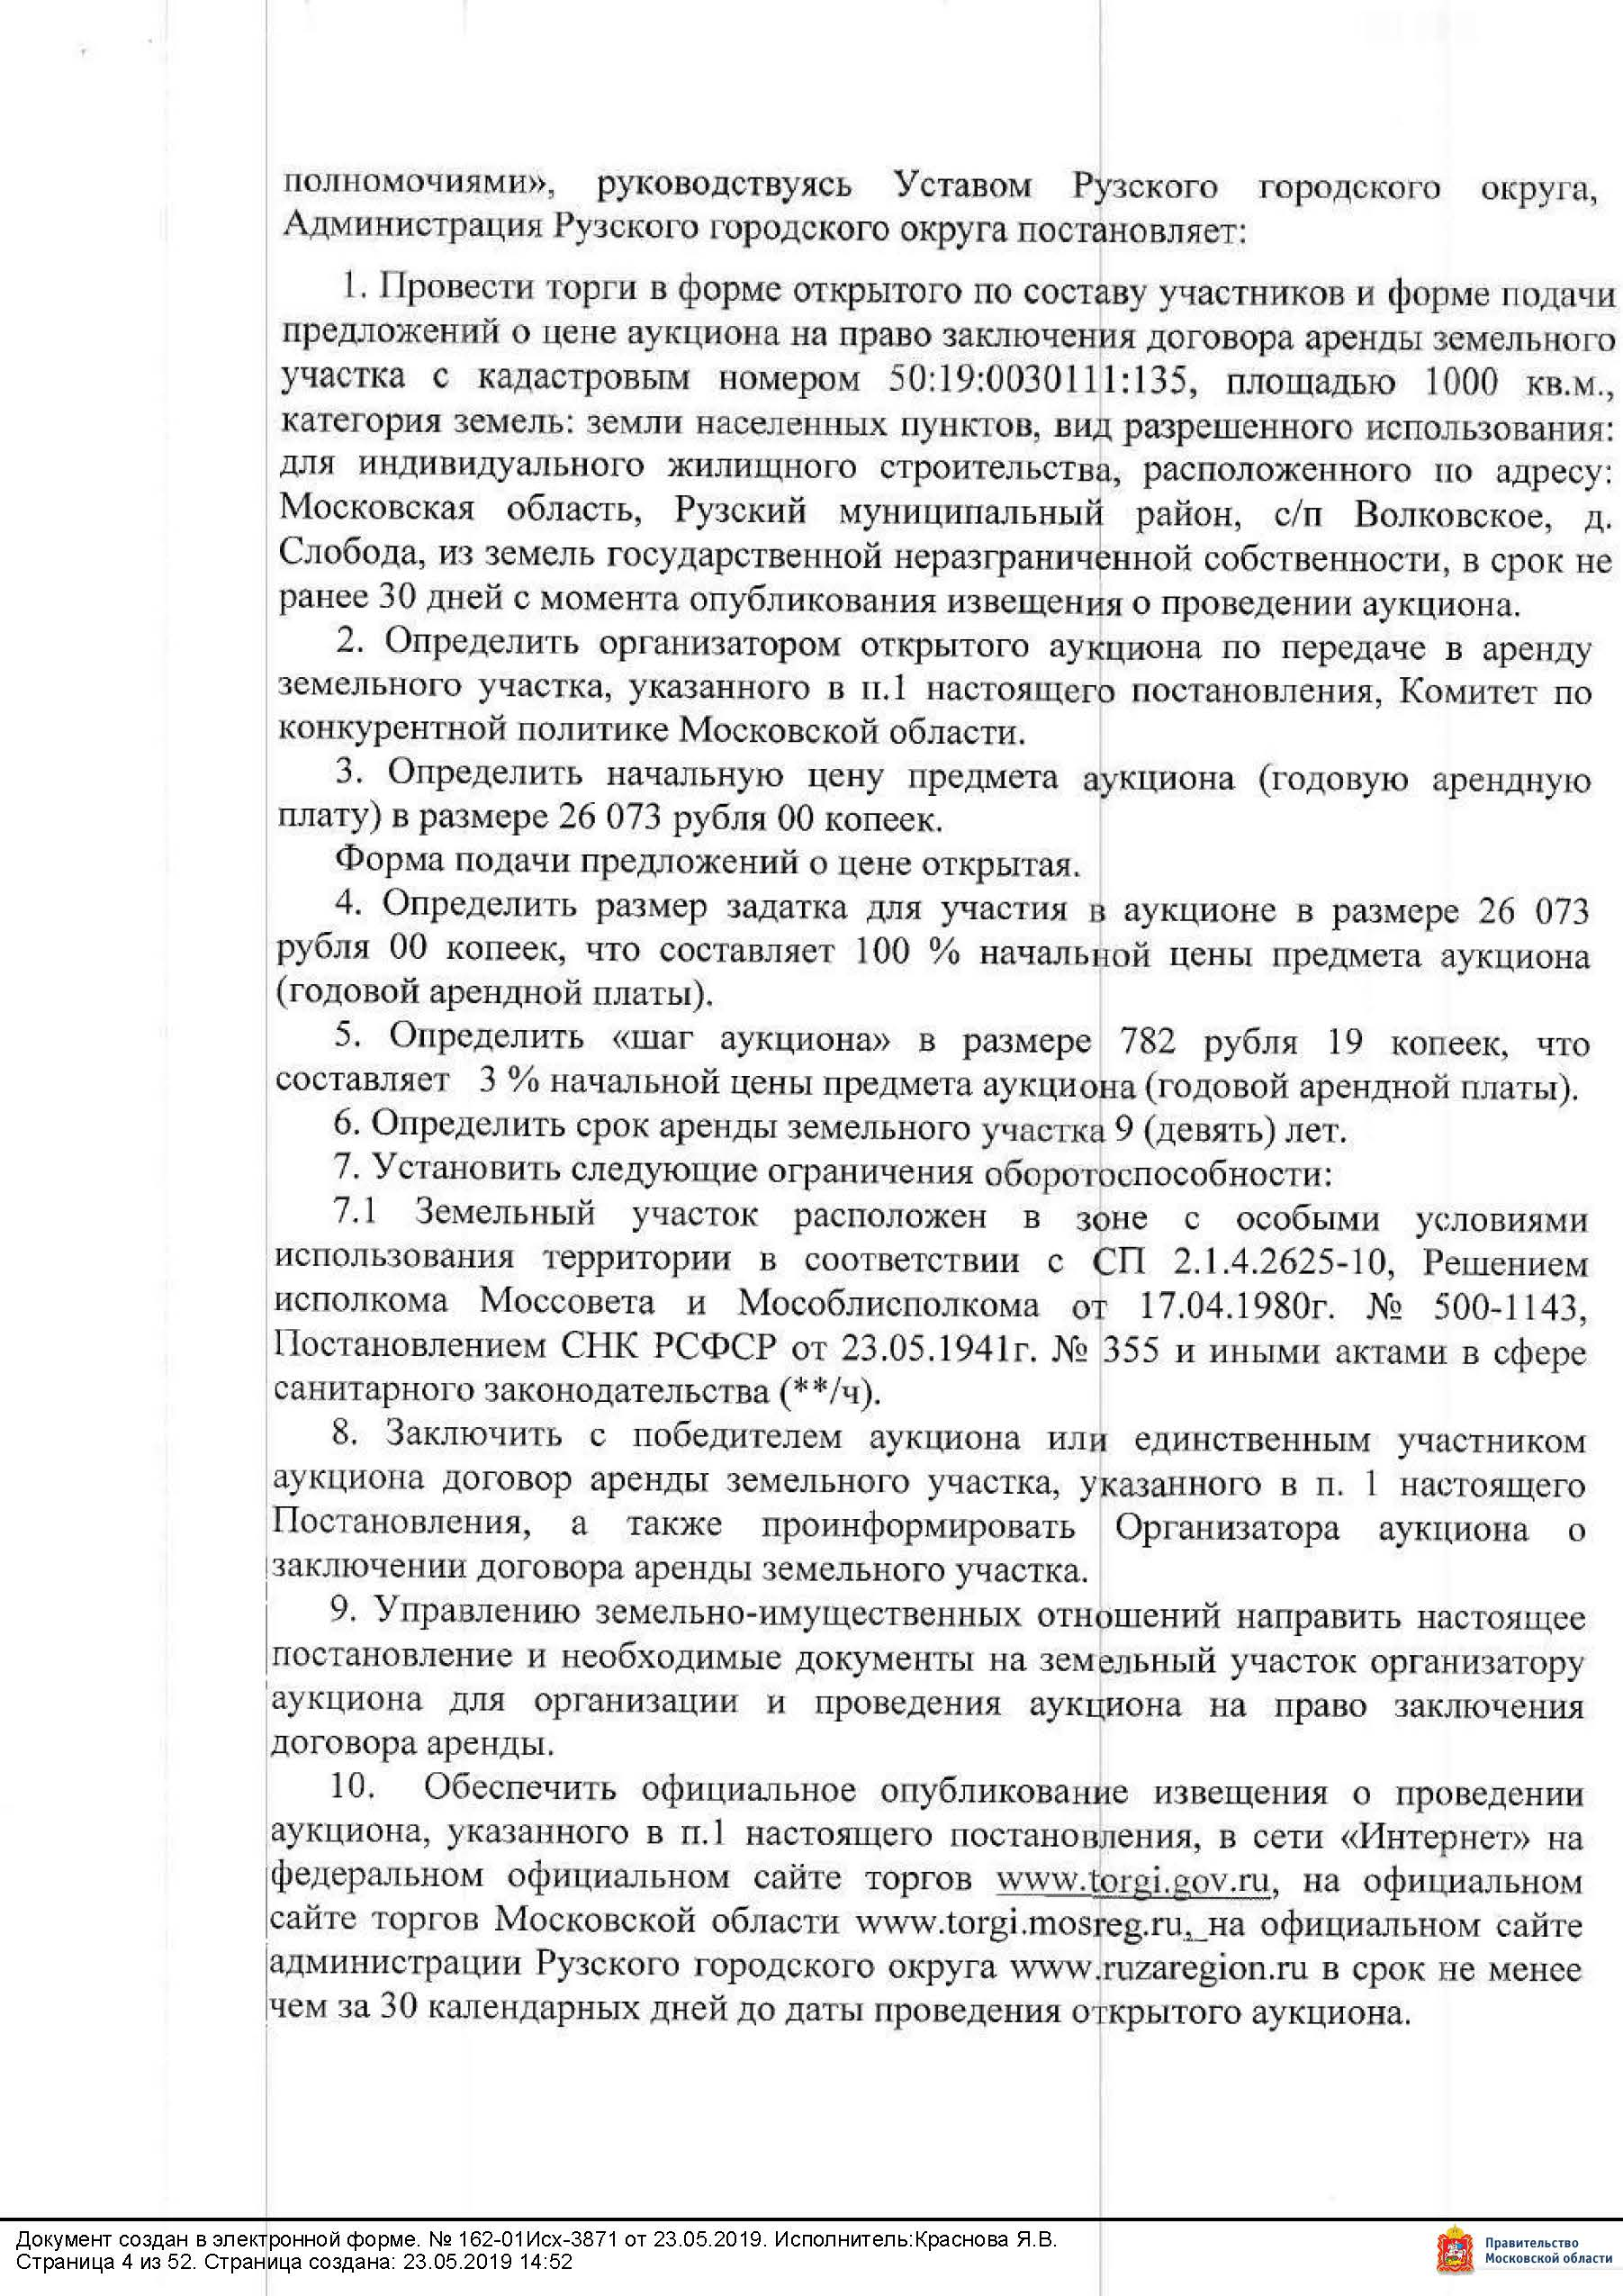 полномочиями», руководствуясь Уставом Рузского городского округа,
Администрация Рузского городского округа постановляет:
1. Провести торги в форме открытого по составу участников и форме подачи
предложений о цене аукциона на право заключения договора аренды земельного
участка с кадастровым номером 50:19:0030111:135, площадью 1000 кв.м.,
категория земель: земли населенных пунктов, вид разрешенного использования:
для индивидуального жилищного строительства, расположенного по адресу:
Московская область, Рузский муниципальный район, с/п Волковское, д.
Слобода, из земель государственной неразграниченной собственности, в срок не
ранее 30 дней с момента опубликования извещения о проведении аукциона.
2. Определить организатором открытого аукциона по передаче в аренду
земельного участка, указанного в п.1 настоящего постановления, Комитет по
конкурентной политике Московской области.
3. Определить начальную цену предмета аукциона (годовую арендную
плату) в размере 26 073 рубля 00 копеек.
Форма подачи предложений о цене открытая.
4. Определить размер задатка для участия в аукционе в размере 26 073
рубля 00 копеек, что составляет 100 % начальной цены предмета аукциона
(годовой арендной платы).
5. Определить «шаг аукциона» в размере 782 рубля 19 копеек, что
составляет 3 % начальной цены предмета аукциона (годовой арендной платы).
6. Определить срок аренды земельного участка 9 (девять) лет.
7. Установить следующие ограничения оборотоспособности:
7.1 Земельный участок расположен в зоне с особыми условиями
использования территории в соответствии с СП 2.1.4.2625-10, Решением
исполкома Моссовета и Мособлисполкома от 17.04.1980г. № 500-1143,
Постановлением СНК РСФСР от 23.05.1941г. № 355 и иными актами в сфере
санитарного законодательства (**/ч).
8. Заключить с победителем аукциона или единственным участником
аукциона договор аренды земельного участка, указанного в п. 1 настоящего
Постановления, а также проинформировать Организатора аукциона о
заключении договора аренды земельного участка.
9. Управлению земельно-имущественных отношений направить настоящее
постановление и необходимые документы на земельный участок организатору
аукциона для организации и проведения аукциона на право заключения
договора аренды.
10. Обеспечить официальное опубликование извещения о проведении
аукциона, указанного в п.1 настоящего постановления, в сети «Интернет» на
федеральном официальном сайте торгов www.torgi.gov.ru, на официальном
сайте торгов Московской области www.torgi.mosreg.ru, на официальном сайте
администрации Рузского городского округа www.ruzaregion.ru в срок не менее
чем за 30 календарных дней до даты проведения открытого аукциона.
Документ создан в электронной форме. № 162-01Исх-3871 от 23.05.2019. Исполнитель:Краснова Я.В.
Страница 4 из 52. Страница создана: 23.05.2019 14:52
Правительство
Московской области